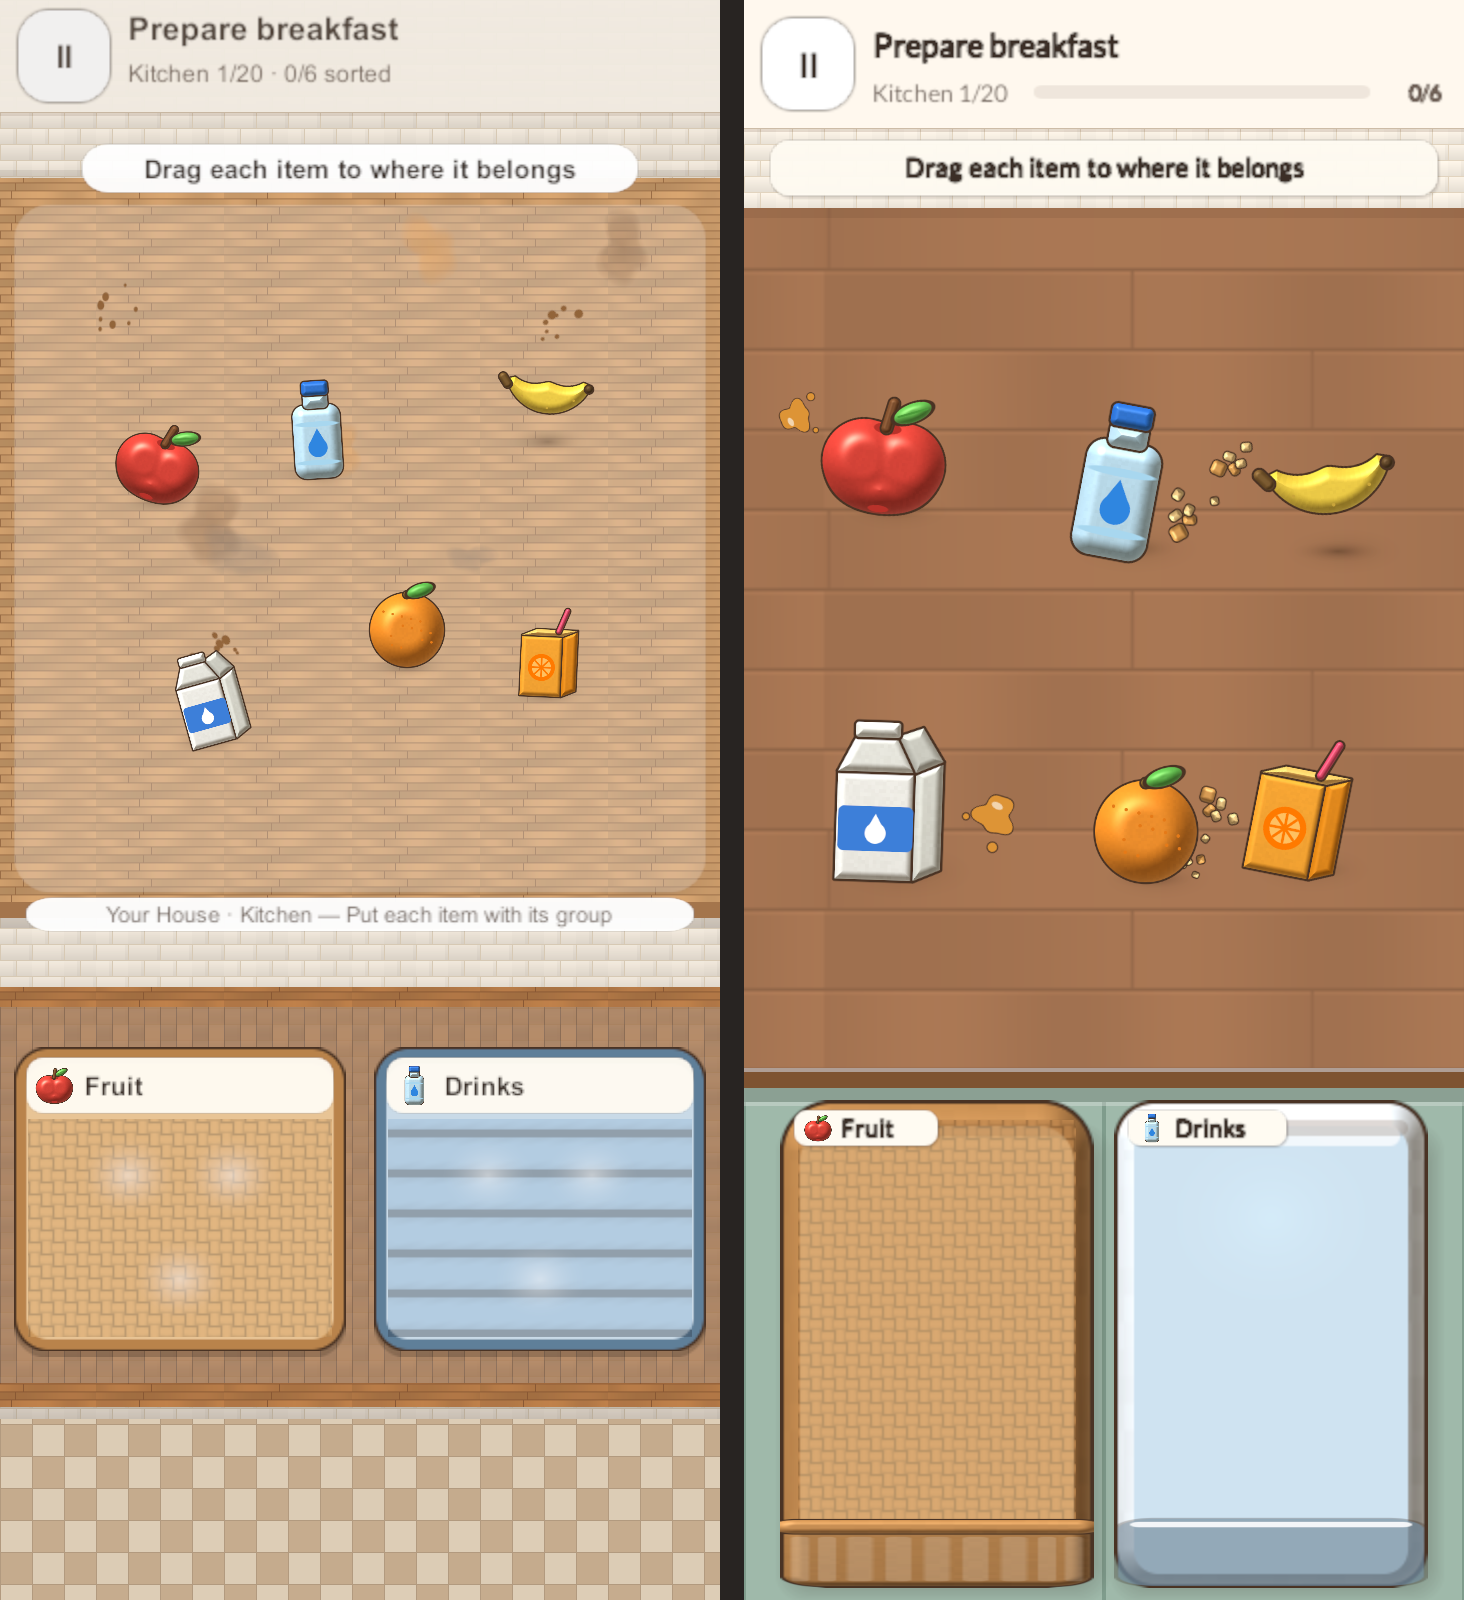 Prepare breakfast
Kitchen 1/20 · 0/6 sorted
Drag each item to where it belongs
Your House · Kitchen — Put each item with its group
Fruit
Drinks
Prepare breakfast
Kitchen 1/20
0/6
Drag each item to where it belongs
Fruit
Drinks